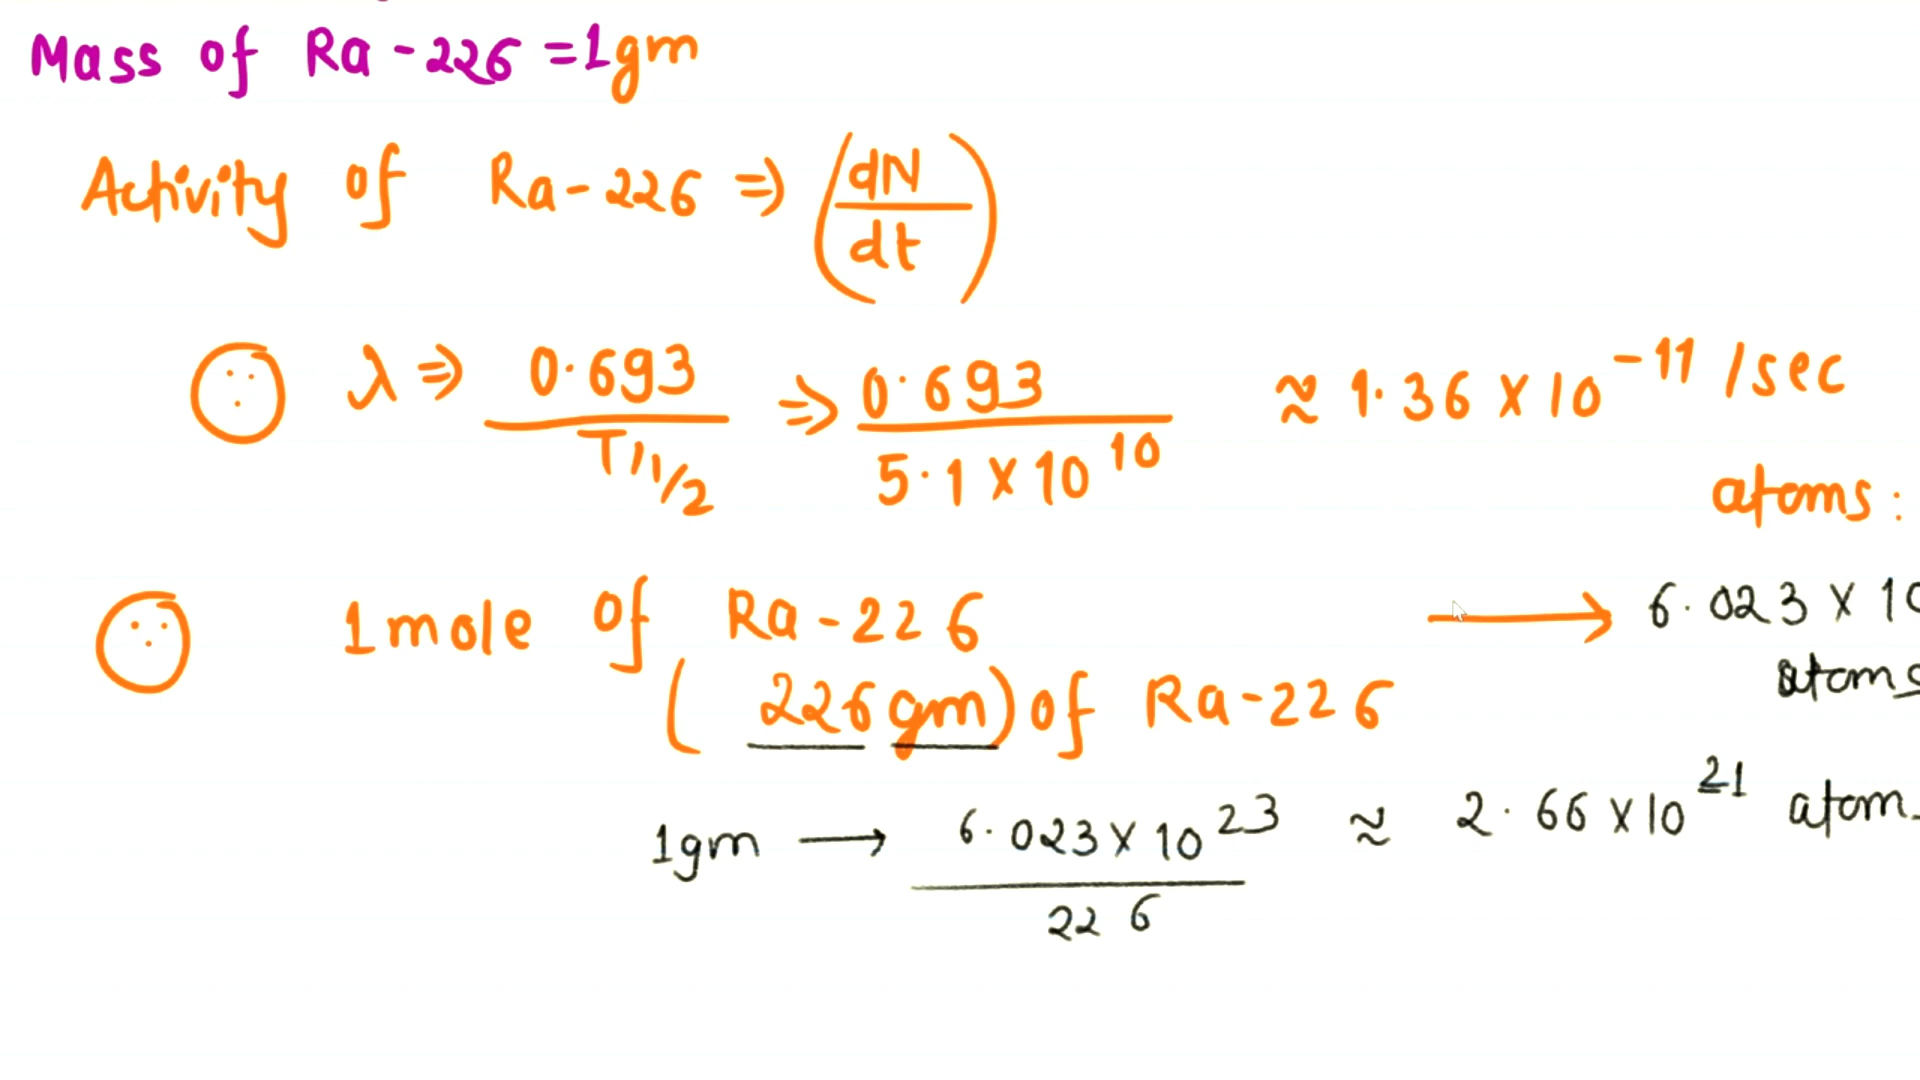 Mass of Ra-226 =1gm
Activity of Ra-226 ⇒ (dN/dt)
λ ⇒ 0.693/T1/2 ⇒ 0.693/5.1 × 10^10 ≈ 1.36 × 10^-11 /sec
atoms:
1 mole of Ra-226 → 6.023 × 10
(226 gm) of Ra-226 atoms
1gm → 6.023 × 10^23/226 ≈ 2.66 × 10^21 atom